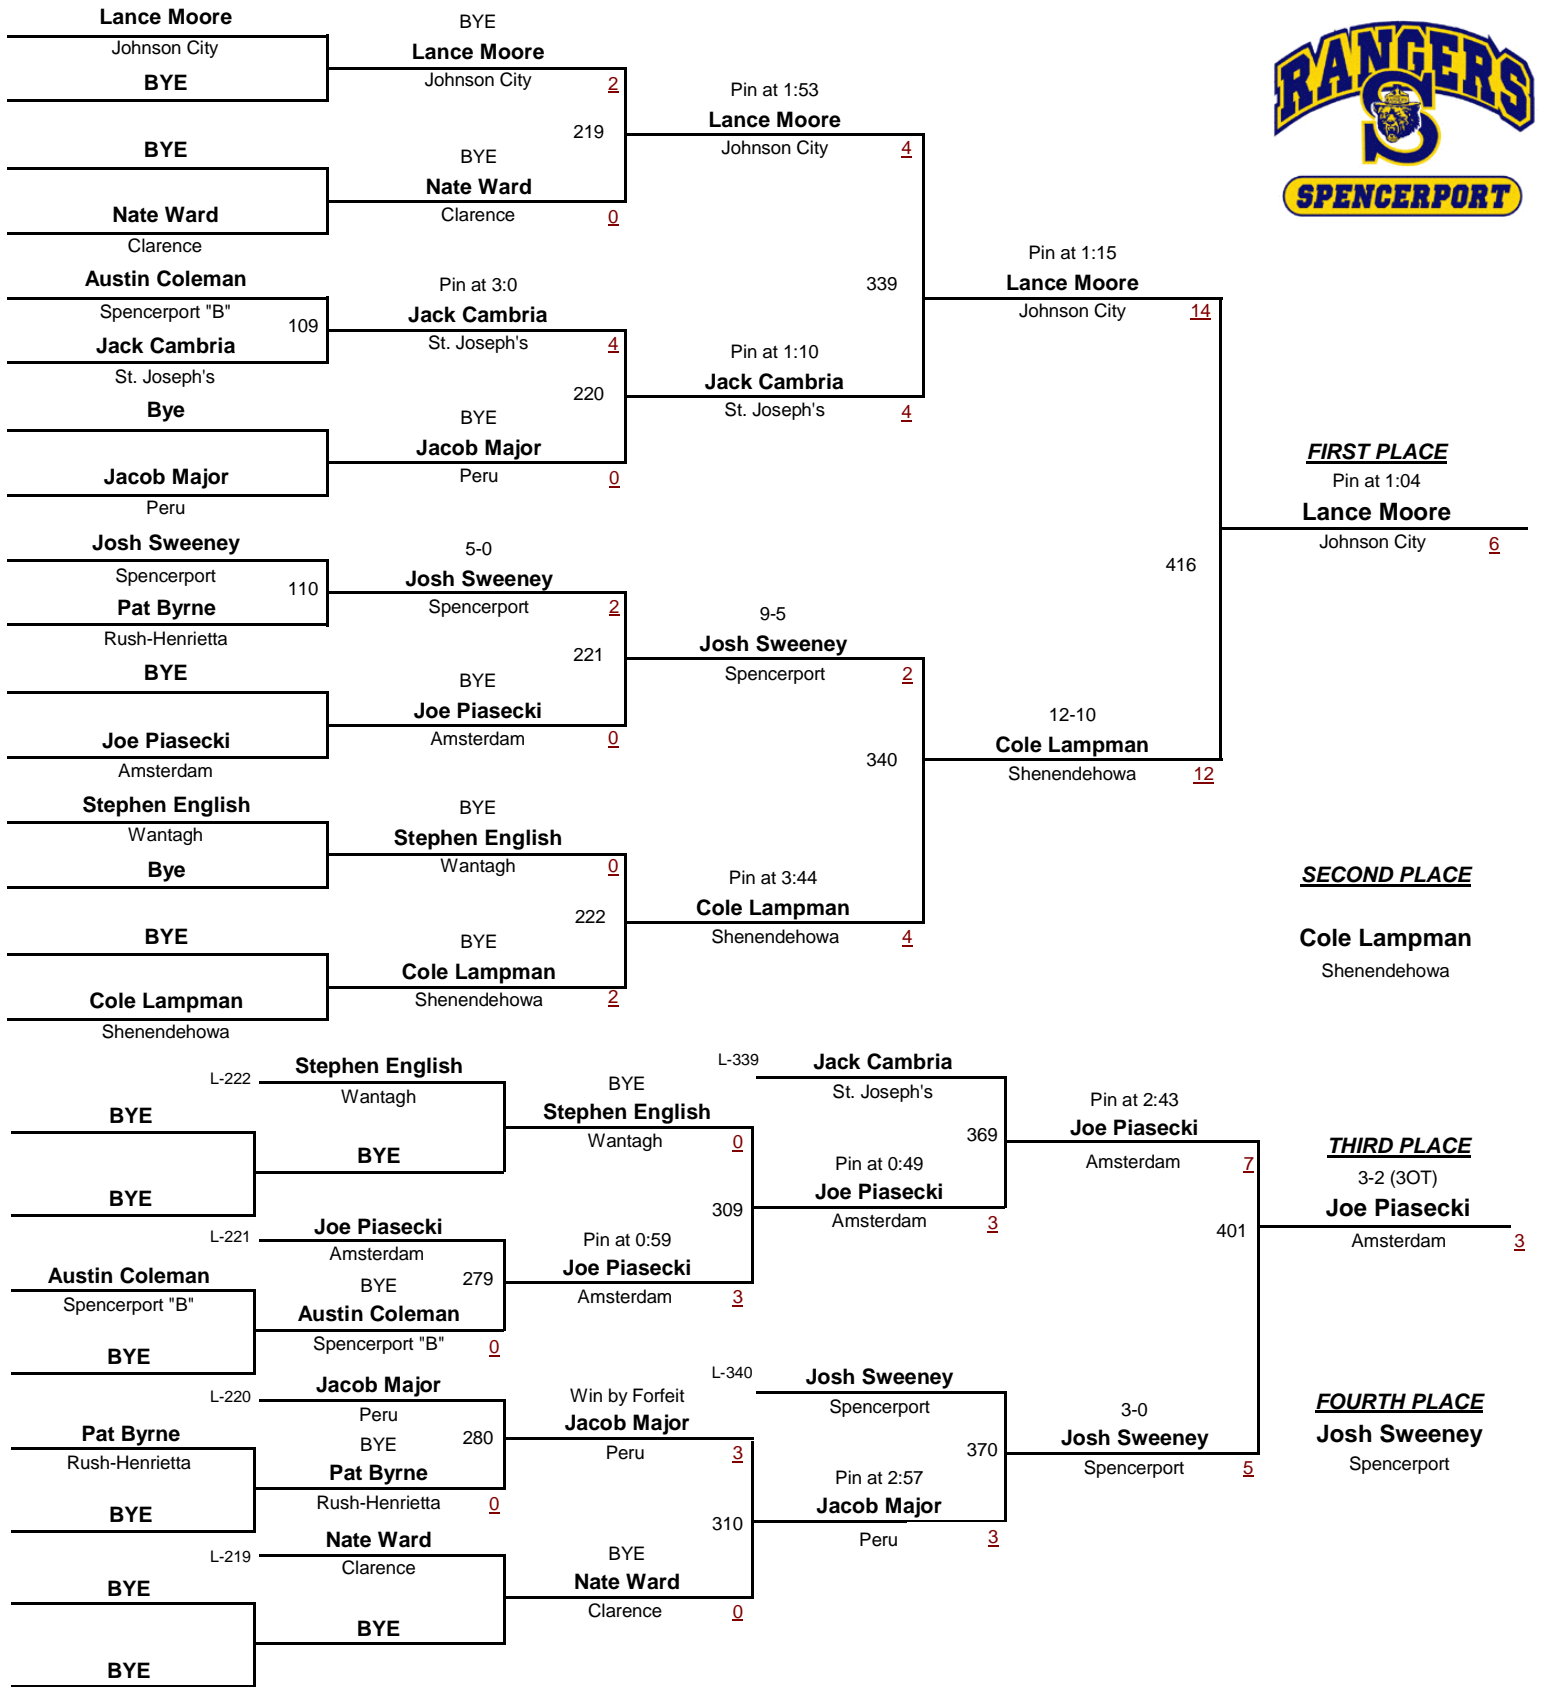 Lance Moore
Johnson City
BYE
BYE
Nate Ward
Clarence
Austin Coleman
Spencerport "B"
109
Jack Cambria
St. Joseph's
Bye
Jacob Major
Peru
Josh Sweeney
Spencerport
110
Pat Byrne
Rush-Henrietta
BYE
Joe Piasecki
Amsterdam
Stephen English
Wantagh
Bye
BYE
Cole Lampman
Shenendehowa
BYE
Lance Moore
Johnson City
2
219
BYE
Nate Ward
Clarence
0
Pin at 3:0
Jack Cambria
St. Joseph's
4
220
BYE
Jacob Major
Peru
0
5-0
Josh Sweeney
Spencerport
2
221
BYE
Joe Piasecki
Amsterdam
0
BYE
Stephen English
Wantagh
0
222
BYE
Cole Lampman
Shenendehowa
2
Pin at 1:53
Lance Moore
Johnson City
4
339
Pin at 1:10
Jack Cambria
St. Joseph's
4
9-5
Josh Sweeney
Spencerport
2
340
Pin at 3:44
Cole Lampman
Shenendehowa
4
Pin at 1:15
Lance Moore
Johnson City
14
416
12-10
Cole Lampman
Shenendehowa
12
RANGERS
S
SPENCERPORT
FIRST PLACE
Pin at 1:04
Lance Moore
Johnson City
6
SECOND PLACE
Cole Lampman
Shenendehowa
L-222
BYE
BYE
L-221
Austin Coleman
Spencerport "B"
BYE
L-220
Pat Byrne
Rush-Henrietta
BYE
L-219
BYE
BYE
Stephen English
Wantagh
BYE
Joe Piasecki
Amsterdam
279
BYE
Austin Coleman
Spencerport "B"
0
Jacob Major
Peru
280
BYE
Pat Byrne
Rush-Henrietta
0
Nate Ward
Clarence
BYE
BYE
Stephen English
Wantagh
0
309
Pin at 0:59
Joe Piasecki
Amsterdam
3
Win by Forfeit
Jacob Major
Peru
3
310
BYE
Nate Ward
Clarence
0
L-339
Jack Cambria
St. Joseph's
369
Pin at 0:49
Joe Piasecki
Amsterdam
3
L-340
Josh Sweeney
Spencerport
370
Pin at 2:57
Jacob Major
Peru
3
Pin at 2:43
Joe Piasecki
Amsterdam
7
401
3-0
Josh Sweeney
Spencerport
5
THIRD PLACE
3-2 (3OT)
Joe Piasecki
Amsterdam
3
FOURTH PLACE
Josh Sweeney
Spencerport